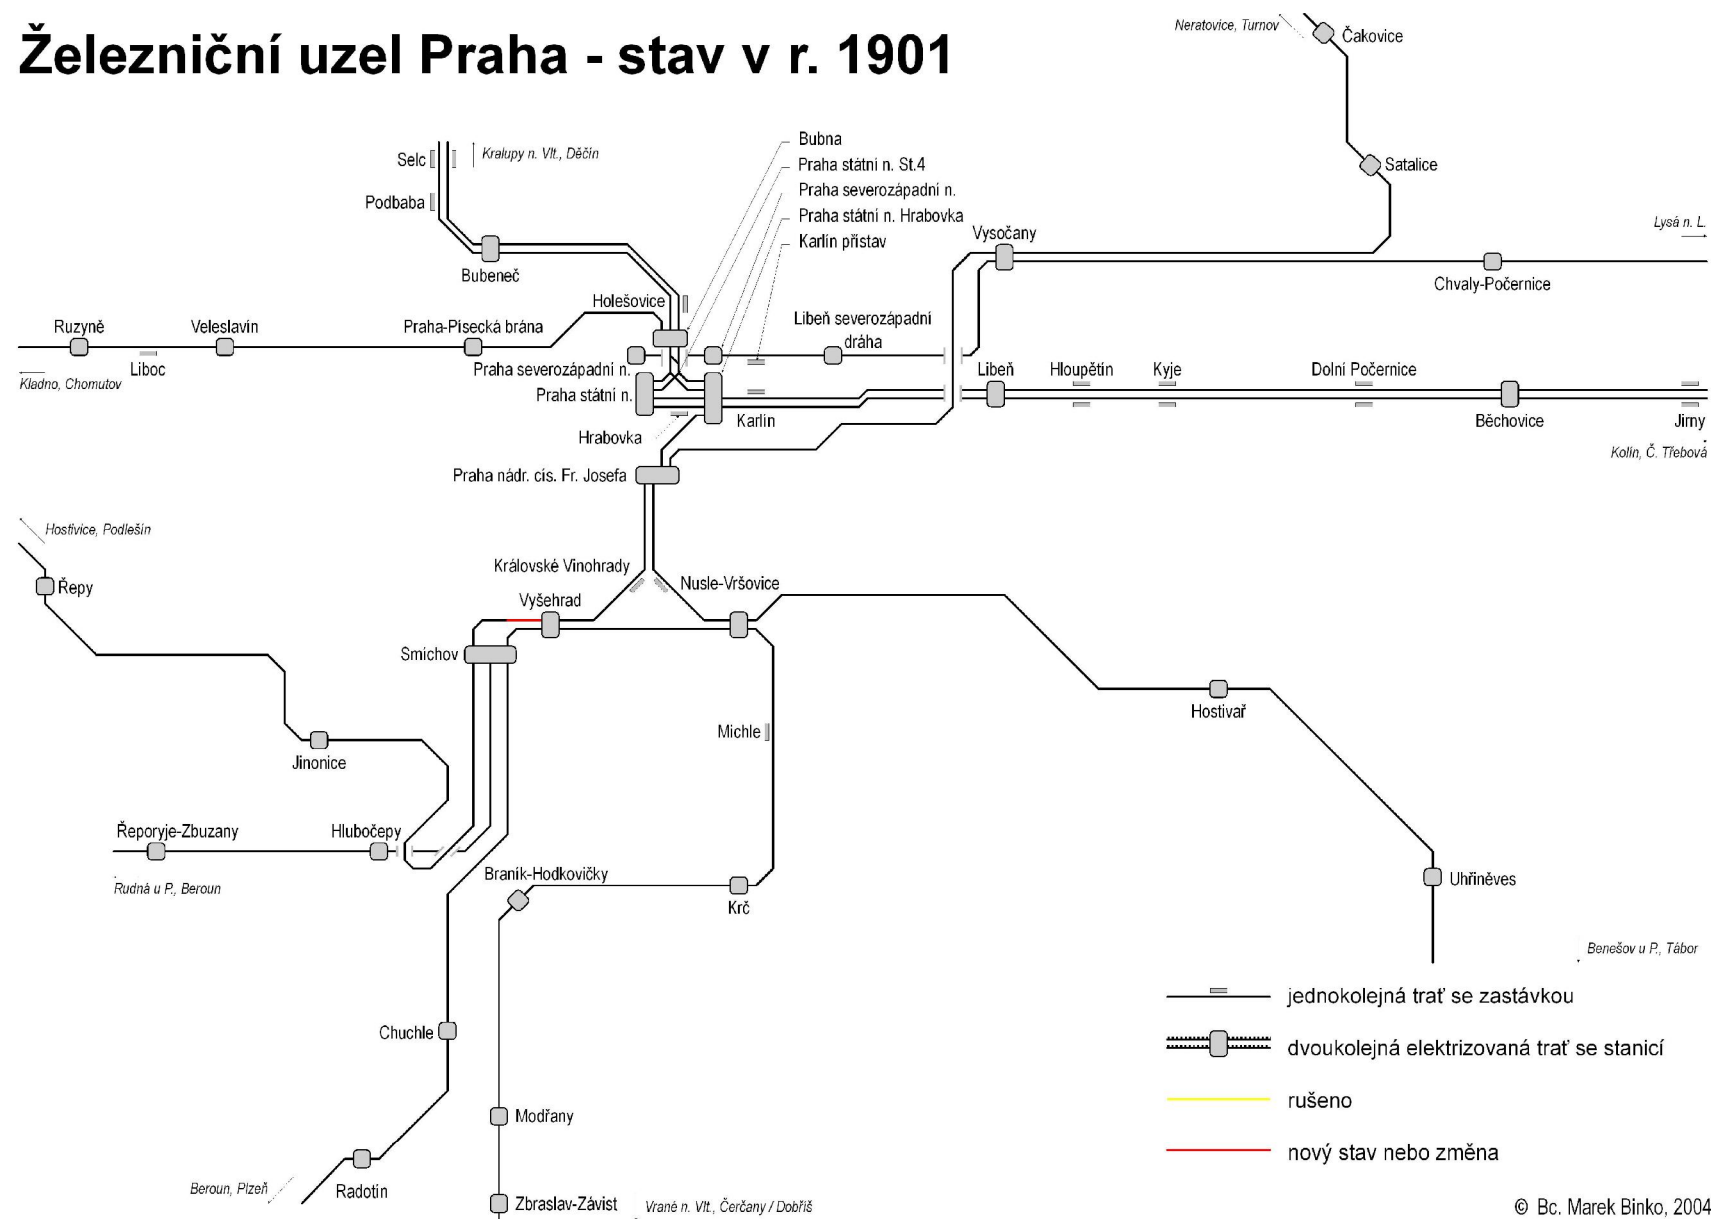 Železniční uzel Praha - stav v r. 1901
Neratovice, Turnov
Čakovice
Bubna
Selc
Kralupy n. Vlt., Děčín
Praha státní n. St.4
Satalice
Podbaba
Praha severozápadní n.
Praha státní n. Hrabovka
Lysá n. L.
Karlín přístav
Vysočany
Bubeneč
Chvaly-Počernice
Holešovice
Libeň severozápadní
dráha
Ruzyně
Veleslavín
Praha-Písecká brána
Liboc
Praha severozápadní n.
Libeň
Hloupětín
Kyje
Dolní Počernice
Kladno, Chomutov
Praha státní n.
Karlín
Běchovice
Jirny
Hrabovka
Kolín, Č. Třebová
Praha nádr. cís. Fr. Josefa
Hostivice, Podlešín
Královské Vinohrady
Nusle-Vršovice
Řepy
Vyšehrad
Smíchov
Hostivař
Michle
Jinonice
Řeporyje-Zbuzany
Hlubočepy
Rudná u P., Beroun
Braník-Hodkovičky
Krč
Uhříněves
Benešov u P., Tábor
jednokolejná trať se zastávkou
Chuchle
dvoukolejná elektrizovaná trať se stanicí
rušeno
Modřany
nový stav nebo změna
Beroun, Plzeň
Radotín
Zbraslav-Závist
Vrané n. Vlt., Čerčany / Dobříš
© Bc. Marek Binko, 2004